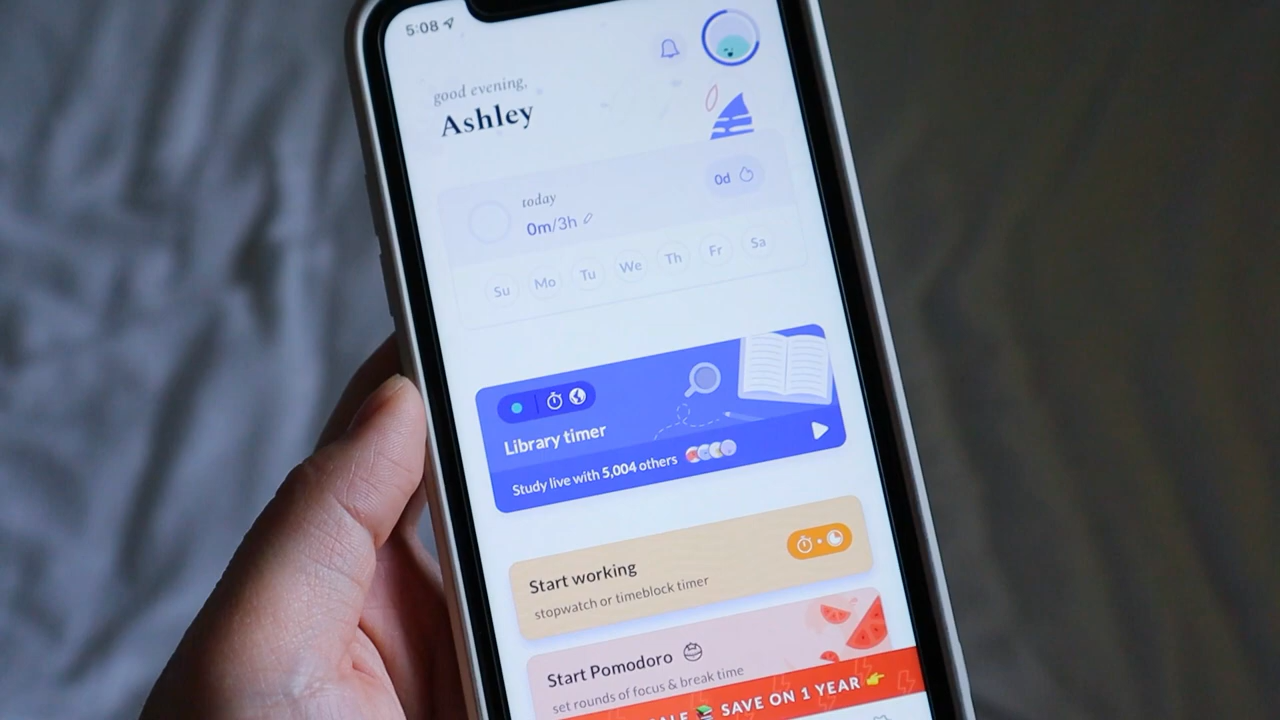 5:08
good evening,
Ashley
today
0m/3h
0d
Su Mo Tu We Th Fr Sa
Library timer
Study live with 5,004 others
Start working
stopwatch or timeblock timer
Start Pomodoro
set rounds of focus & break time
SAVE ON 1 YEAR